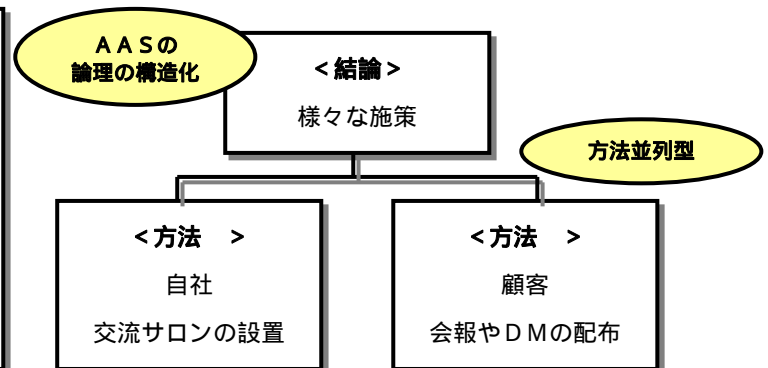 ＡＡＳの
論理の構造化
＜結論＞
様々な施策
方法並列型
＜方法　＞
自社
交流サロンの設置
＜方法　＞
顧客
会報やＤＭの配布